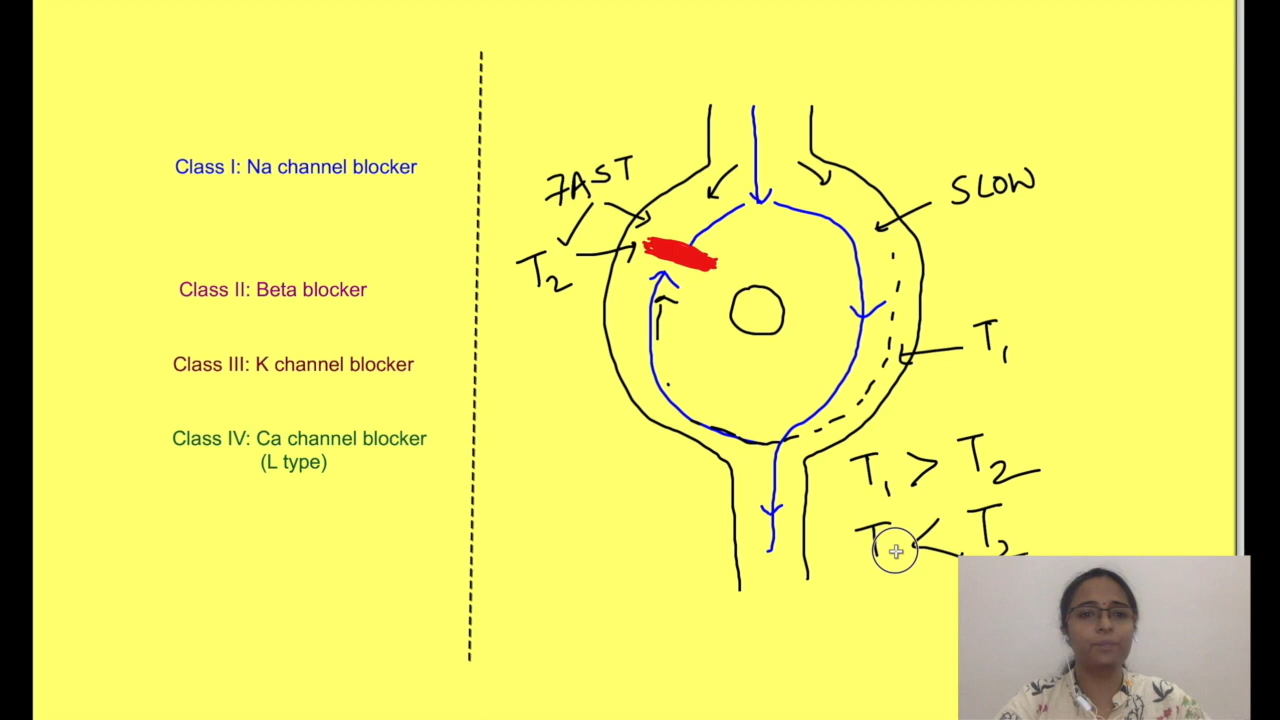 Class I: Na channel blocker
Class II: Beta blocker
Class III: K channel blocker
Class IV: Ca channel blocker
(L type)
FAST
SLOW
T2
T1
T1 > T2
T < T2